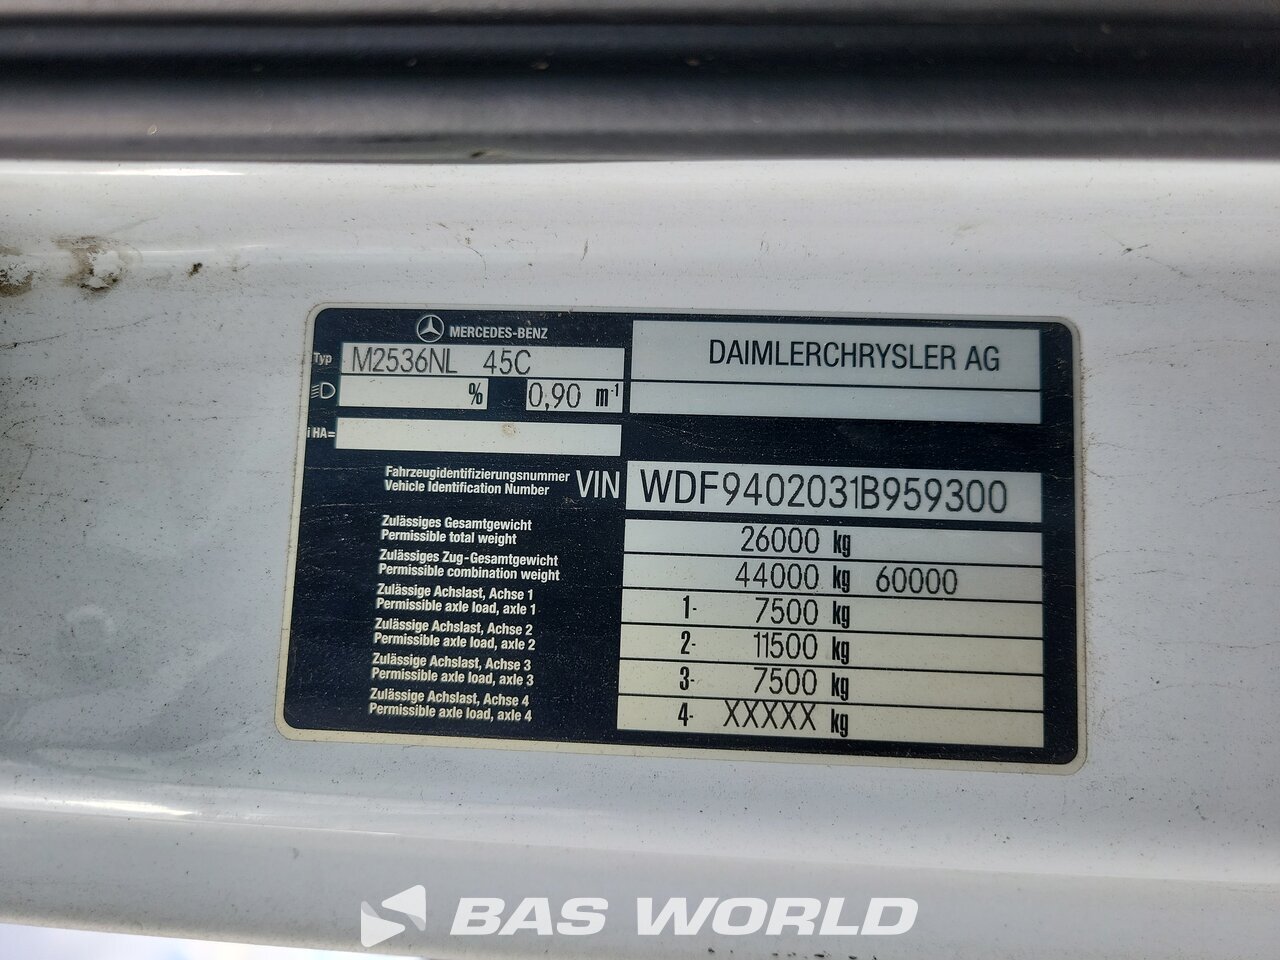 MERCEDES-BENZ
Typ M2536NL 45C
% 0,90 m-1
i HA=
DAIMLERCHRYSLER AG
Fahrzeugidentifizierungsnummer
Vehicle Identification Number
VIN WDF9402031B959300
Zulässiges Gesamtgewicht
Permissible total weight
26000 kg
Zulässiges Zug-Gesamtgewicht
Permissible combination weight
44000 kg 60000
Zulässige Achslast, Achse 1
Permissible axle load, axle 1
1- 7500 kg
Zulässige Achslast, Achse 2
Permissible axle load, axle 2
2- 11500 kg
Zulässige Achslast, Achse 3
Permissible axle load, axle 3
3- 7500 kg
Zulässige Achslast, Achse 4
Permissible axle load, axle 4
4- XXXXX kg
BAS WORLD